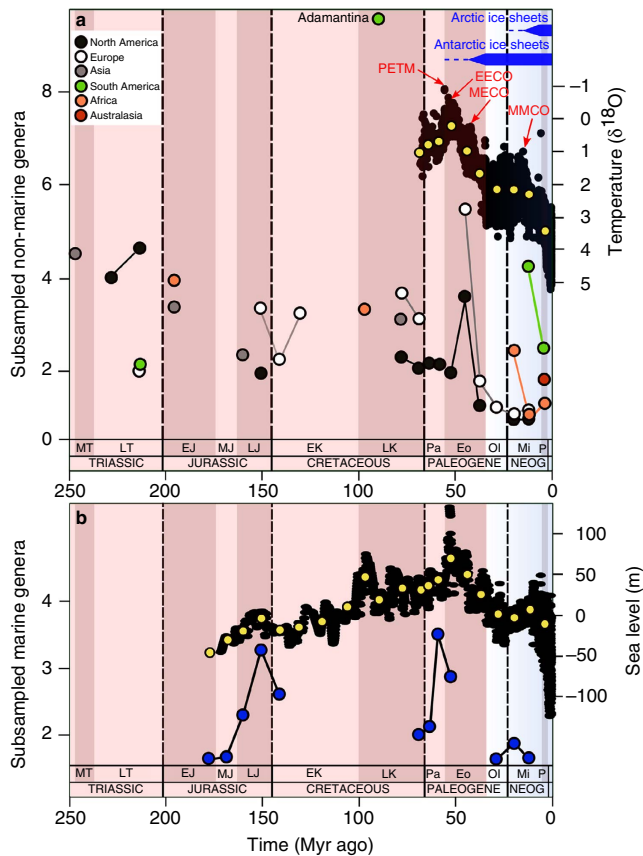 a
Adamantina
Arctic ice sheets
Antarctic ice sheets
North America
Europe
Asia
South America
Africa
Australasia
PETM
EECO
MECO
MMCO
Subsampled non-marine genera
8
6
4
2
0
Temperature (δ18O)
−1
0
1
2
3
4
5
MT LT EJ MJ LJ EK LK Pa Eo Ol Mi P
TRIASSIC JURASSIC CRETACEOUS PALEOGENE NEOG
250 200 150 100 50 0
b
Subsampled marine genera
4
3
2
Sea level (m)
100
50
0
−50
−100
MT LT EJ MJ LJ EK LK Pa Eo Ol Mi P
TRIASSIC JURASSIC CRETACEOUS PALEOGENE NEOG
250 200 150 100 50 0
Time (Myr ago)